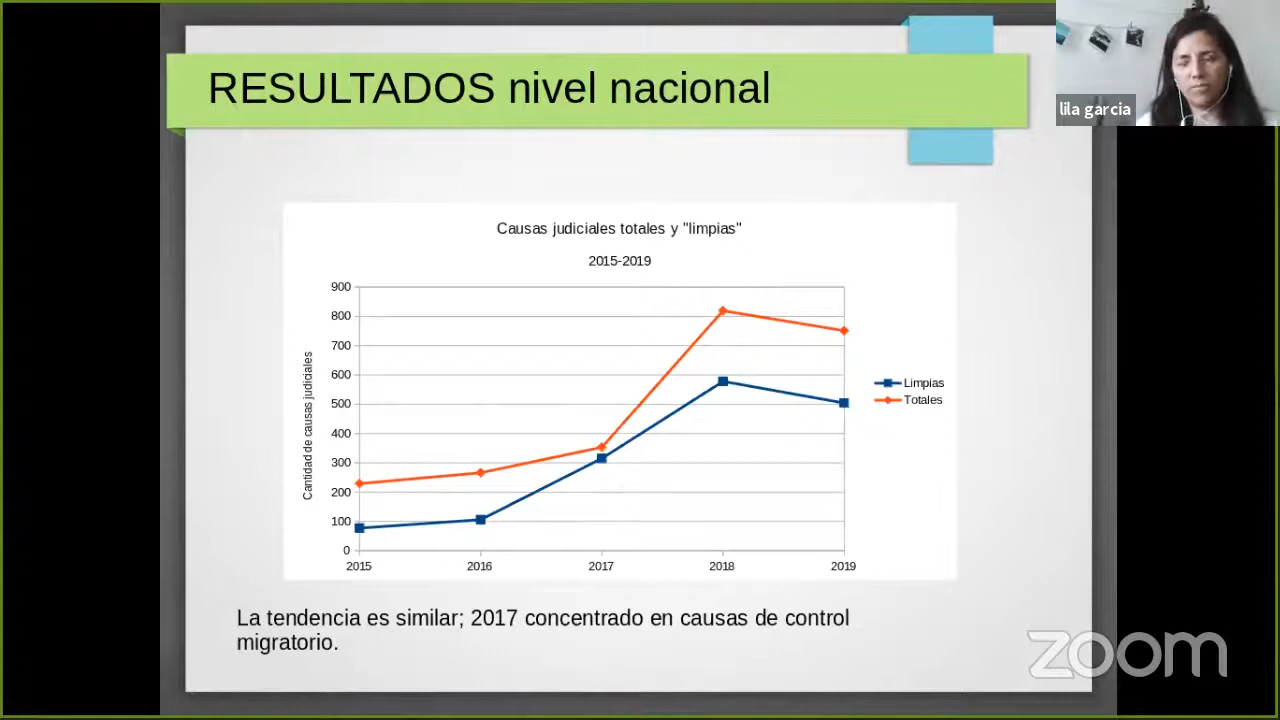 RESULTADOS nivel nacional
lila garcia
Causas judiciales totales y "limpias"
2015-2019
900
800
700
600
500
400
300
200
100
0
Cantidad de causas judiciales
2015 2016 2017 2018 2019
Limpias
Totales
La tendencia es similar; 2017 concentrado en causas de control
migratorio.
zoom